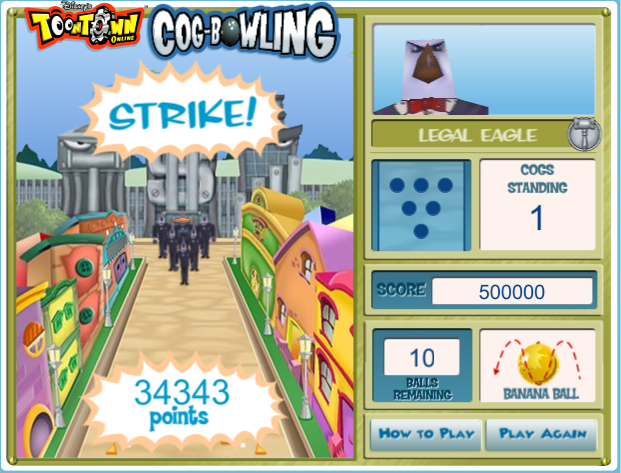 Disney's
TOONTOWN
ONLINE
COG-BOWLING
STRIKE!
34343
points
LEGAL EAGLE
COGS
STANDING
1
SCORE 500000
10
BALLS
REMAINING
BANANA BALL
HOW TO PLAY
PLAY AGAIN